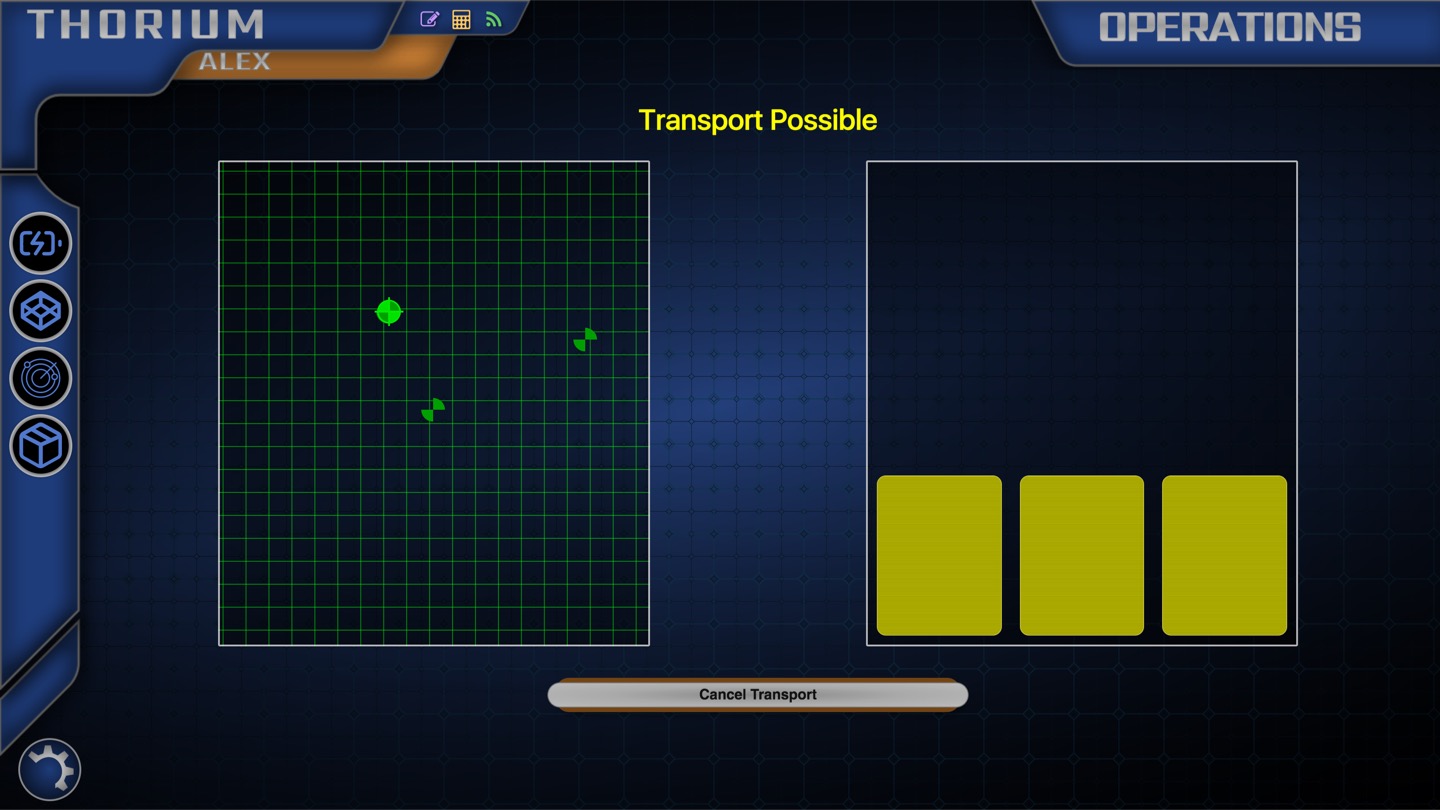 THORIUM
OPERATIONS
ALEX
Transport Possible
Cancel Transport